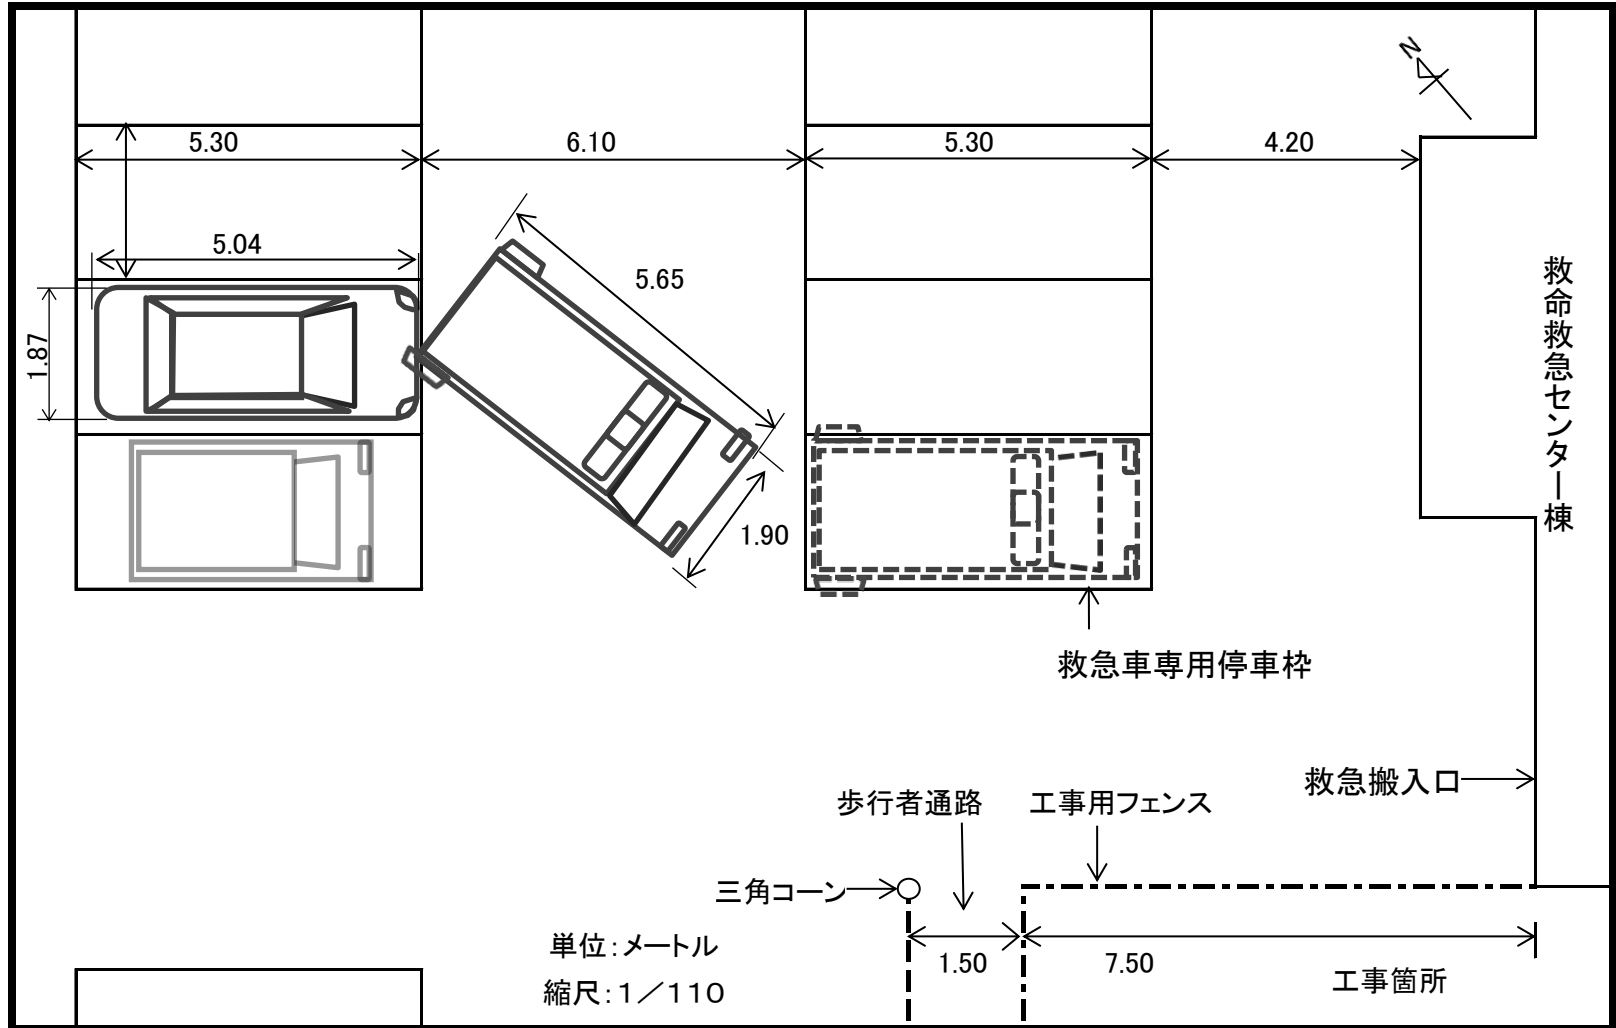 N
5.30
6.10
5.30
4.20
5.04
5.65
1.87
1.90
救命救急センター棟
救急車専用停車枠
救急搬入口
歩行者通路
工事用フェンス
三角コーン
単位:メートル
1.50
7.50
工事箇所
縮尺:1/110